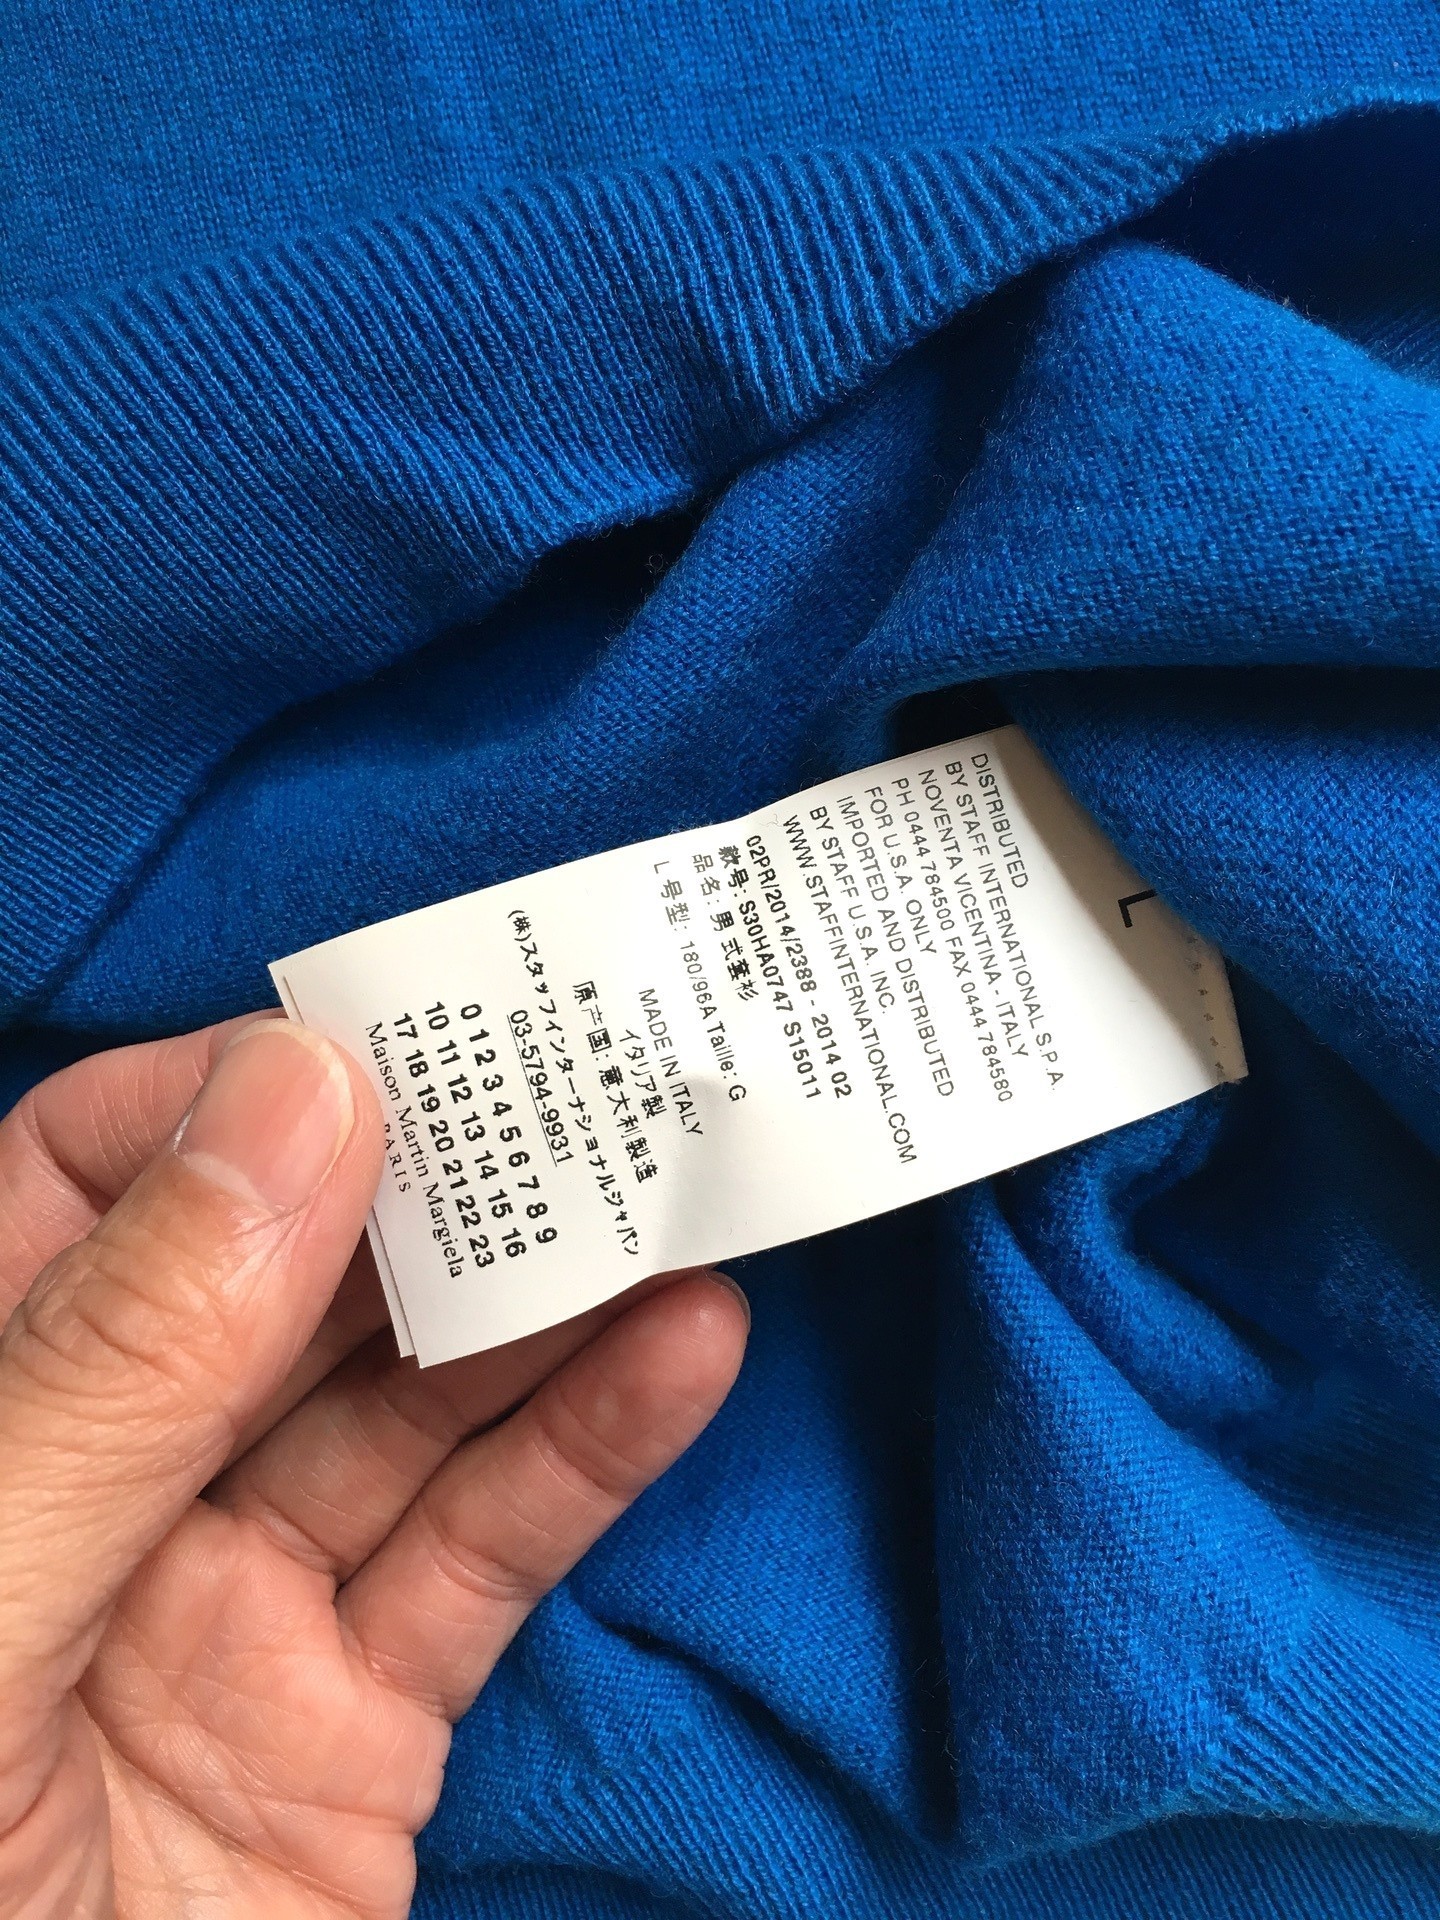 L
DISTRIBUTED
BY STAFF INTERNATIONAL S.P.A.
NOVENTA VICENTINA - ITALY
PH 0444 784500 FAX 0444 784580
FOR U.S.A. ONLY
IMPORTED AND DISTRIBUTED
BY STAFF U.S.A. INC.
WWW.STAFFINTERNATIONAL.COM
02PR/2014/2388 - 2014 02
款号: S30HA0747 S15011
品名: 男式套衫
L 号型: 180/96A Taille: G
MADE IN ITALY
イタリア製
原产国: 意大利製造
(株)スタッフインターナショナルジャパン
03-5794-9931
0 1 2 3 4 5 6 7 8 9
10 11 12 13 14 15 16
17 18 19 20 21 22 23
Maison Martin Margiela
PARIS